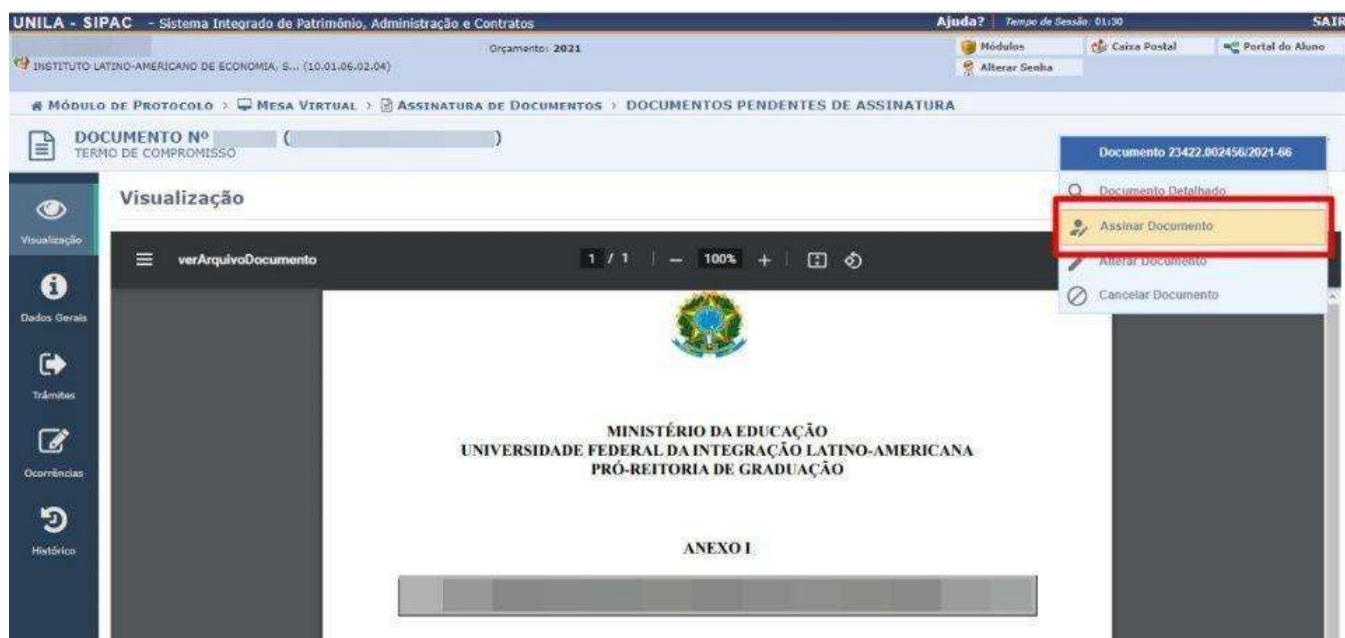 UNILA - SIPAC - Sistema Integrado de Patrimônio, Administração e Contratos
Ajuda? Tempo de Sessão: 01:30 SAIR
Orçamento: 2021
Módulos Caixa Postal Portal do Aluno
INSTITUTO LATINO-AMERICANO DE ECONOMIA, S... (10.01.06.02.04)
Alterar Senha
MÓDULO DE PROTOCOLO > MESA VIRTUAL > ASSINATURA DE DOCUMENTOS > DOCUMENTOS PENDENTES DE ASSINATURA
DOCUMENTO Nº ( )
TERMO DE COMPROMISSO
Documento 23422.002456/2021-66
Documento Detalhado
Assinar Documento
Alterar Documento
Cancelar Documento
Visualização
Visualização
Dados Gerais
Trâmites
Ocorrências
Histórico
verArquivoDocumento 1 / 1 | − 100% + |
MINISTÉRIO DA EDUCAÇÃO
UNIVERSIDADE FEDERAL DA INTEGRAÇÃO LATINO-AMERICANA
PRÓ-REITORIA DE GRADUAÇÃO
ANEXO I